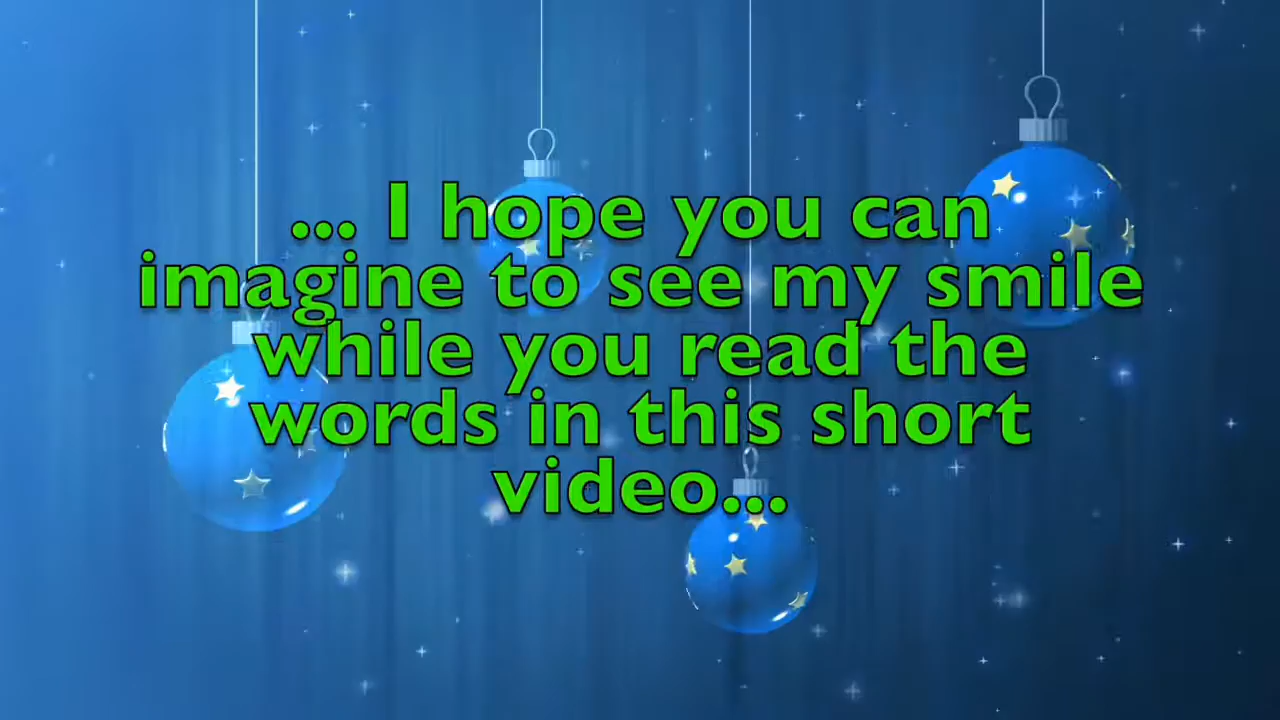 ... I hope you can
imagine to see my smile
while you read the
words in this short
video...